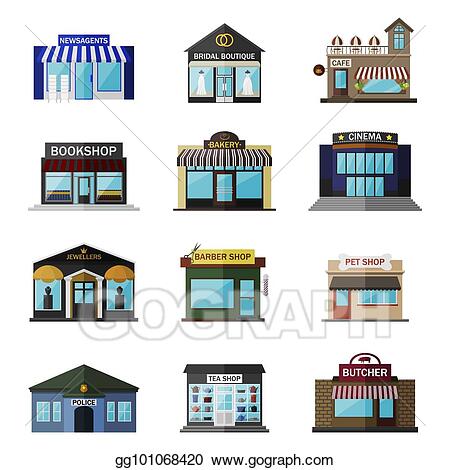 NEWSAGENTS
BRIDAL BOUTIQUE
CAFE
BOOKSHOP
BAKERY
CINEMA
JEWELLERS
BARBER SHOP
PET SHOP
GOGRAPH
POLICE
TEA SHOP
BUTCHER
gg101068420 www.gograph.com